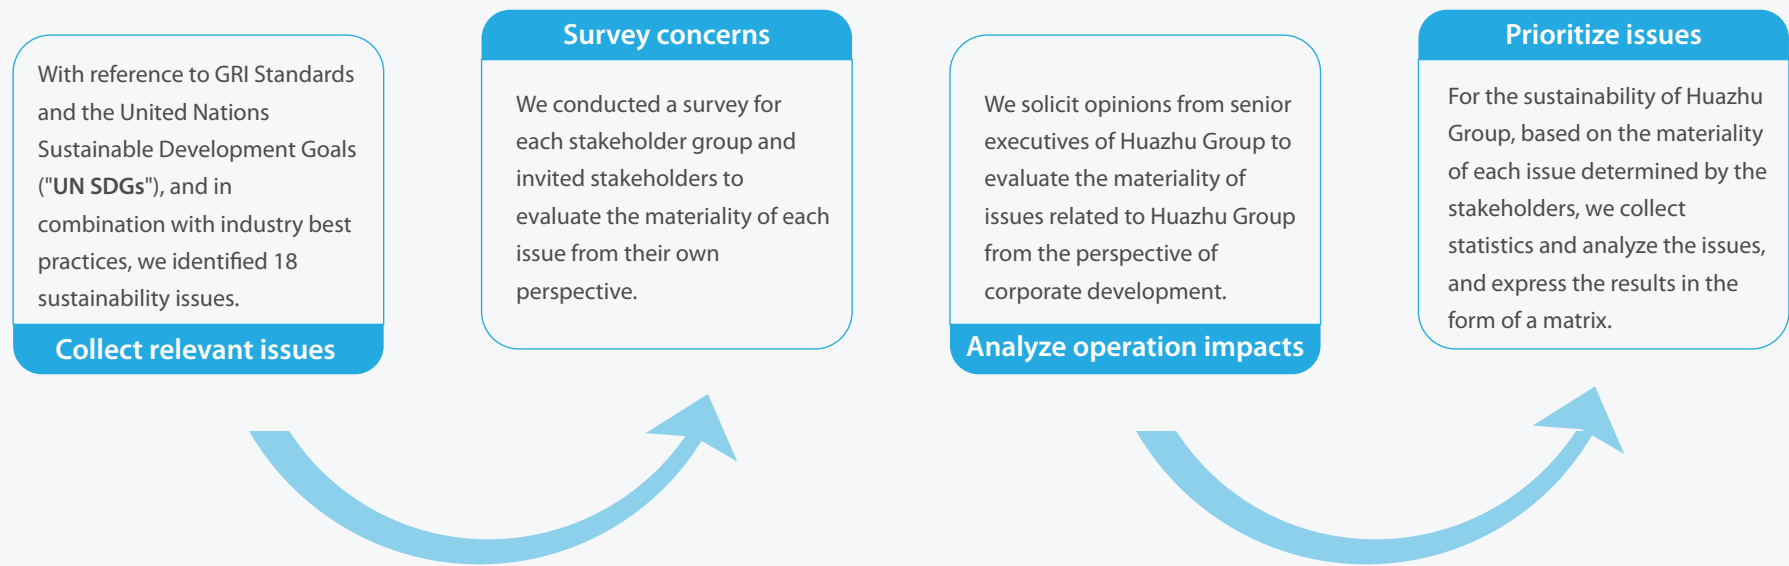 With reference to GRI Standards
and the United Nations
Sustainable Development Goals
("UN SDGs"), and in
combination with industry best
practices, we identified 18
sustainability issues.
Collect relevant issues
Survey concerns
We conducted a survey for
each stakeholder group and
invited stakeholders to
evaluate the materiality of each
issue from their own
perspective.
We solicit opinions from senior
executives of Huazhu Group to
evaluate the materiality of
issues related to Huazhu Group
from the perspective of
corporate development.
Analyze operation impacts
Prioritize issues
For the sustainability of Huazhu
Group, based on the materiality
of each issue determined by the
stakeholders, we collect
statistics and analyze the issues,
and express the results in the
form of a matrix.